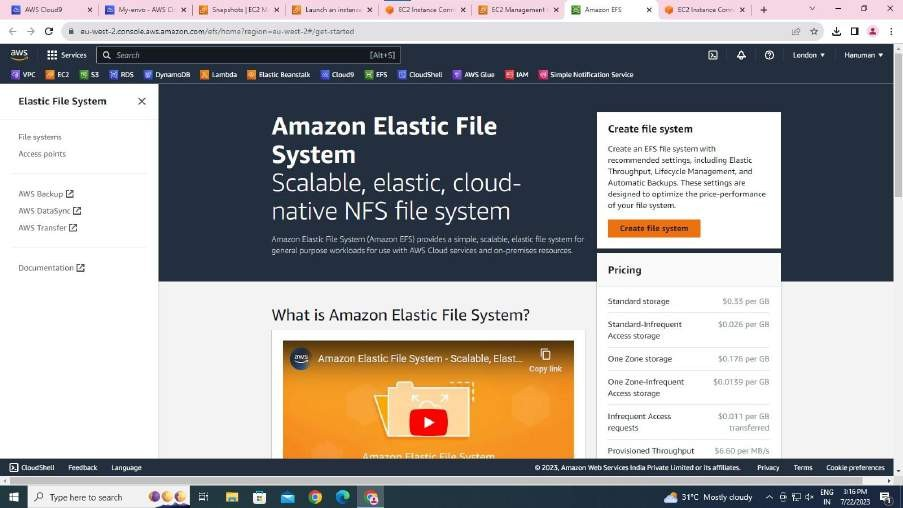 AWS Cloud9
My-envo - AWS Cl
Snapshots | EC2 M
Launch an instance
EC2 Instance Conn
EC2 Management
Amazon EFS
EC2 Instance Conn
eu-west-2.console.aws.amazon.com/efs/home?region=eu-west-2#/get-started
aws
Services
Search
[Alt+S]
London
Hanuman
VPC
EC2
S3
RDS
DynamoDB
Lambda
Elastic Beanstalk
Cloud9
EFS
CloudShell
AWS Glue
IAM
Simple Notification Service
Elastic File System
File systems
Access points
AWS Backup
AWS DataSync
AWS Transfer
Documentation
Amazon Elastic File
System
Scalable, elastic, cloud-
native NFS file system
Amazon Elastic File System (Amazon EFS) provides a simple, scalable, elastic file system for
general purpose workloads for use with AWS Cloud services and on-premises resources.
Create file system
Create an EFS file system with
recommended settings, including Elastic
Throughput, Lifecycle Management, and
Automatic Backups. These settings are
designed to optimize the price-performance
of your file system.
Create file system
Pricing
Standard storage $0.33 per GB
Standard-Infrequent $0.026 per GB
Access storage
One Zone storage $0.176 per GB
One Zone-Infrequent $0.0139 per GB
Access storage
Infrequent Access $0.011 per GB
requests transferred
Provisioned Throughput $6.60 per MB/s
What is Amazon Elastic File System?
aws
Amazon Elastic File System - Scalable, Elast...
Copy link
Amazon Elastic File System
CloudShell
Feedback
Language
© 2023, Amazon Web Services India Private Limited or its affiliates.
Privacy
Terms
Cookie preferences
Type here to search
31°C Mostly cloudy
ENG
IN
3:16 PM
7/22/2023